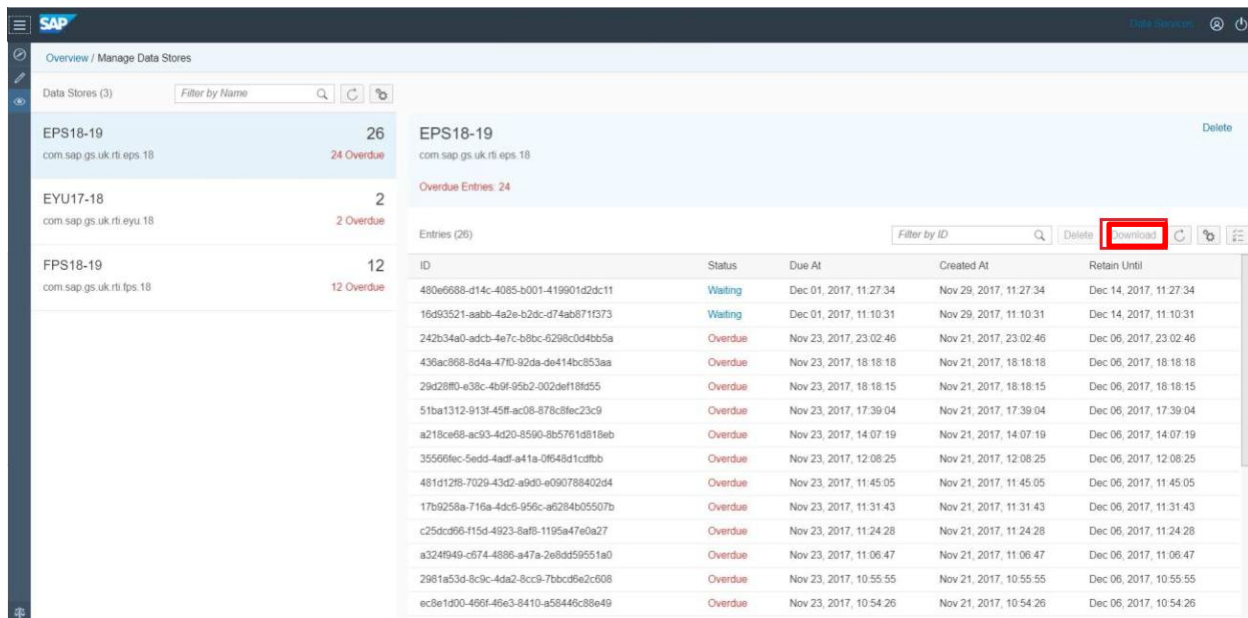 SAP
Data Services
Overview / Manage Data Stores
Data Stores (3) Filter by Name
EPS18-19 26
com.sap.gs.uk.rti.eps.18 24 Overdue
EYU17-18 2
com.sap.gs.uk.rti.eyu.18 2 Overdue
FPS18-19 12
com.sap.gs.uk.rti.fps.18 12 Overdue
EPS18-19 Delete
com.sap.gs.uk.rti.eps.18
Overdue Entries: 24
Entries (26) Filter by ID Delete Download
ID Status Due At Created At Retain Until
480e6688-d14c-4085-b001-419901d2dc11 Waiting Dec 01, 2017, 11:27:34 Nov 29, 2017, 11:27:34 Dec 14, 2017, 11:27:34
16d93521-aabb-4a2e-b2dc-d74ab871f373 Waiting Dec 01, 2017, 11:10:31 Nov 29, 2017, 11:10:31 Dec 14, 2017, 11:10:31
242b34a0-adcb-4e7c-b8bc-6298c0d4bb5a Overdue Nov 23, 2017, 23:02:46 Nov 21, 2017, 23:02:46 Dec 06, 2017, 23:02:46
436ac868-8d4a-47f0-92da-de414bc853aa Overdue Nov 23, 2017, 18:18:18 Nov 21, 2017, 18:18:18 Dec 06, 2017, 18:18:18
29d28ff0-e38c-4b9f-95b2-002def18fd55 Overdue Nov 23, 2017, 18:18:15 Nov 21, 2017, 18:18:15 Dec 06, 2017, 18:18:15
51ba1312-913f-45ff-ac08-878c8fec23c9 Overdue Nov 23, 2017, 17:39:04 Nov 21, 2017, 17:39:04 Dec 06, 2017, 17:39:04
a218ce68-ac93-4d20-8590-8b5761d818eb Overdue Nov 23, 2017, 14:07:19 Nov 21, 2017, 14:07:19 Dec 06, 2017, 14:07:19
35566fec-5edd-4adf-a41a-0f648d1cdfbb Overdue Nov 23, 2017, 12:08:25 Nov 21, 2017, 12:08:25 Dec 06, 2017, 12:08:25
481d12f8-7029-43d2-a9d0-e090788402d4 Overdue Nov 23, 2017, 11:45:05 Nov 21, 2017, 11:45:05 Dec 06, 2017, 11:45:05
17b9258a-716a-4dc6-956c-a6284b05507b Overdue Nov 23, 2017, 11:31:43 Nov 21, 2017, 11:31:43 Dec 06, 2017, 11:31:43
c25dcd66-f15d-4923-8af8-1195a47e0a27 Overdue Nov 23, 2017, 11:24:28 Nov 21, 2017, 11:24:28 Dec 06, 2017, 11:24:28
a324f949-c674-4886-a47a-2e8dd59551a0 Overdue Nov 23, 2017, 11:06:47 Nov 21, 2017, 11:06:47 Dec 06, 2017, 11:06:47
2981a53d-8c9c-4da2-8cc9-7bbcd6e2c608 Overdue Nov 23, 2017, 10:55:55 Nov 21, 2017, 10:55:55 Dec 06, 2017, 10:55:55
ec8e1d00-466f-46e3-8410-a58446c88e49 Overdue Nov 23, 2017, 10:54:26 Nov 21, 2017, 10:54:26 Dec 06, 2017, 10:54:26